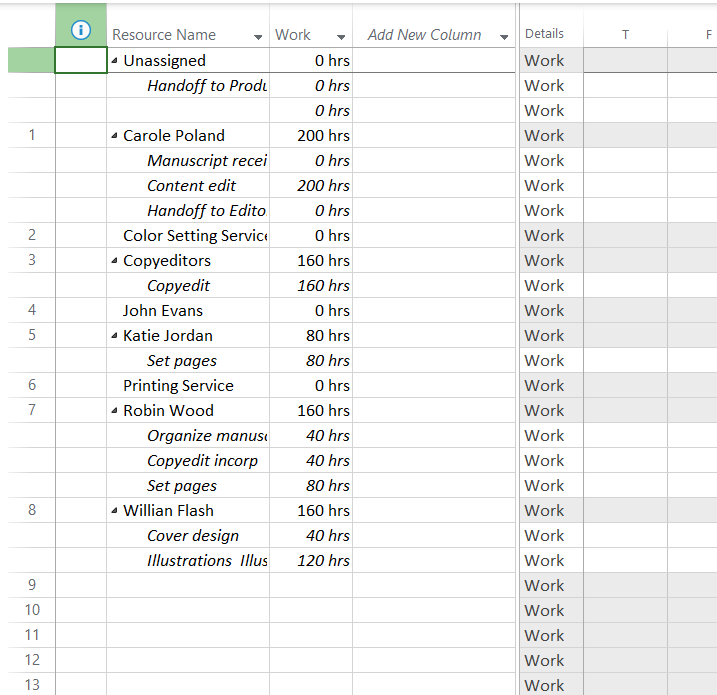 Resource Name Work Add New Column Details T F
Unassigned 0 hrs Work
Handoff to Produ 0 hrs Work
0 hrs Work
1 Carole Poland 200 hrs Work
Manuscript recei 0 hrs Work
Content edit 200 hrs Work
Handoff to Edito 0 hrs Work
2 Color Setting Service 0 hrs Work
3 Copyeditors 160 hrs Work
Copyedit 160 hrs Work
4 John Evans 0 hrs Work
5 Katie Jordan 80 hrs Work
Set pages 80 hrs Work
6 Printing Service 0 hrs Work
7 Robin Wood 160 hrs Work
Organize manusc 40 hrs Work
Copyedit incorp 40 hrs Work
Set pages 80 hrs Work
8 Willian Flash 160 hrs Work
Cover design 40 hrs Work
Illustrations Illus 120 hrs Work
9 Work
10 Work
11 Work
12 Work
13 Work